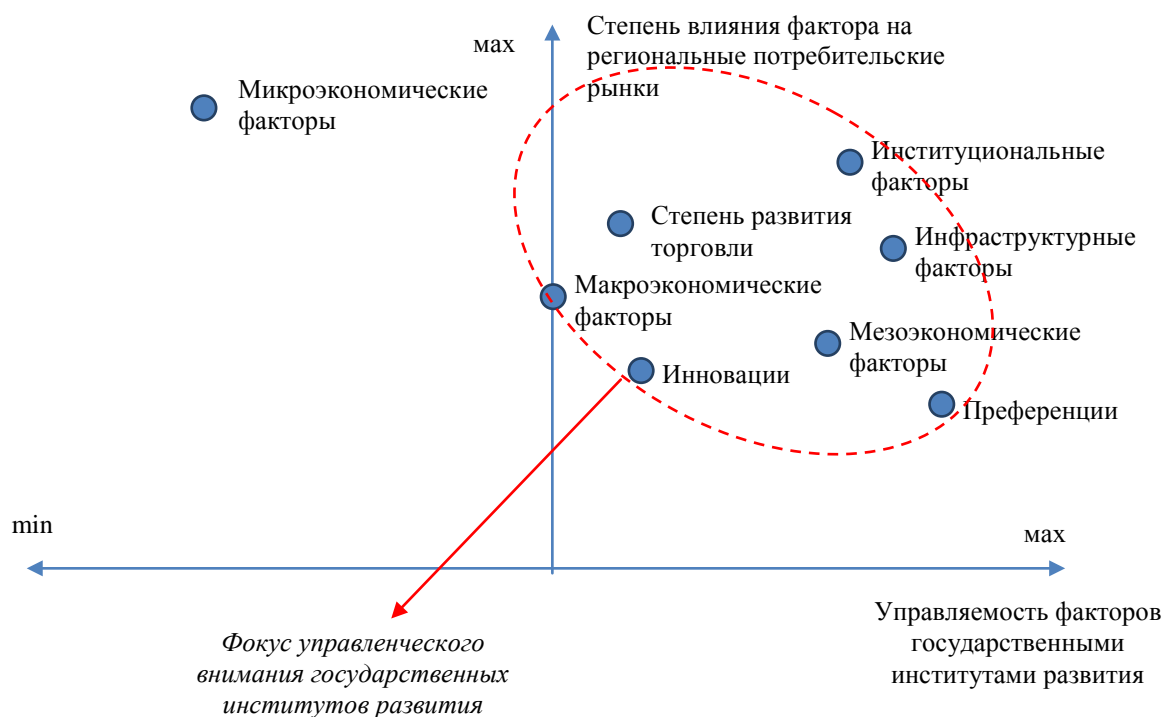 Степень влияния фактора на
региональные потребительские
рынки
мах
Микроэкономические
факторы
Институциональные
факторы
Степень развития
торговли
Инфраструктурные
факторы
Макроэкономические
факторы
Мезоэкономические
факторы
Инновации
Преференции
min
мах
Управляемость факторов
государственными
институтами развития
Фокус управленческого
внимания государственных
институтов развития